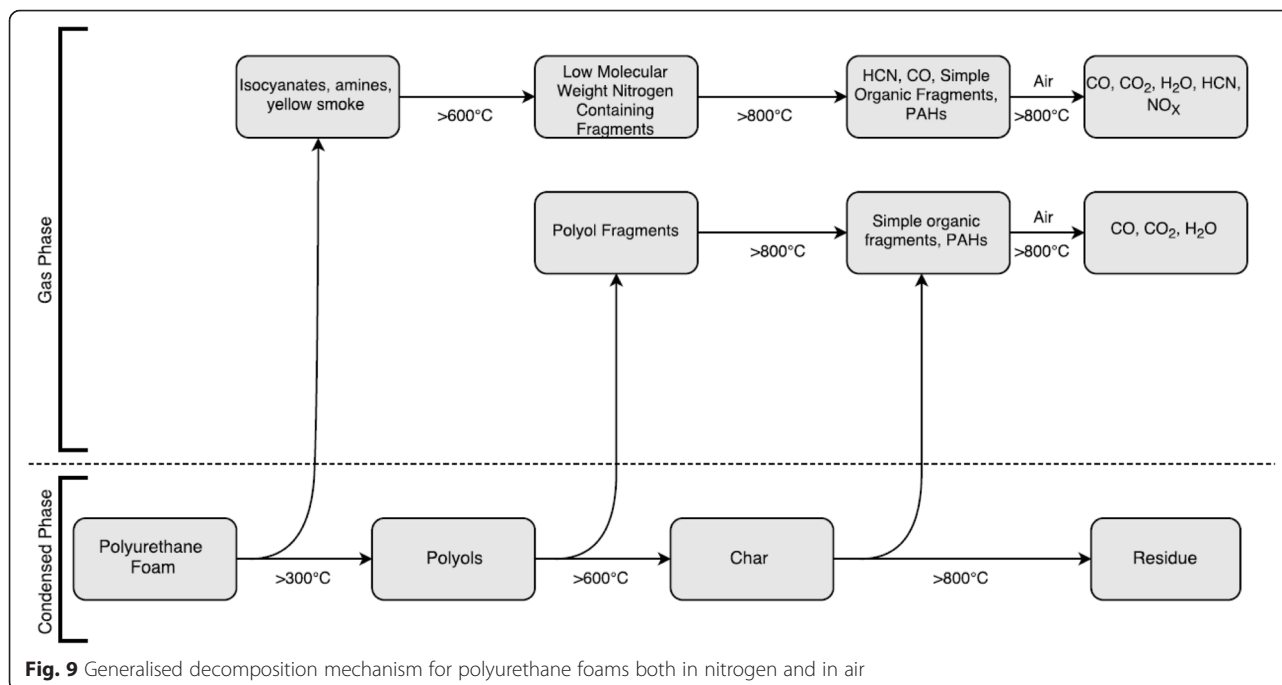 Gas Phase
Isocyanates, amines,
yellow smoke
>600°C
Low Molecular
Weight Nitrogen
Containing
Fragments
>800°C
HCN, CO, Simple
Organic Fragments,
PAHs
Air
>800°C
CO, CO₂, H₂O, HCN,
NOₓ
Polyol Fragments
>800°C
Simple organic
fragments, PAHs
Air
>800°C
CO, CO₂, H₂O
Condensed Phase
Polyurethane
Foam
>300°C
Polyols
>600°C
Char
>800°C
Residue
Fig. 9 Generalised decomposition mechanism for polyurethane foams both in nitrogen and in air